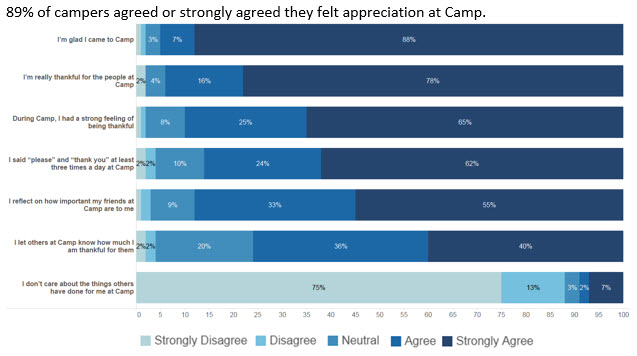 89% of campers agreed or strongly agreed they felt appreciation at Camp.
I'm glad I came to Camp
3% 7% 88%
I'm really thankful for the people at
Camp
2% 4% 16% 78%
During Camp, I had a strong feeling of
being thankful
8% 25% 65%
I said "please" and "thank you" at least
three times a day at Camp
2% 2% 10% 24% 62%
I reflect on how important my friends at
Camp are to me
9% 33% 55%
I let others at Camp know how much I
am thankful for them
2% 2% 20% 36% 40%
I don't care about the things others
have done for me at Camp
75% 13% 3% 2% 7%
0 5 10 15 20 25 30 35 40 45 50 55 60 65 70 75 80 85 90 95 100
Strongly Disagree Disagree Neutral Agree Strongly Agree